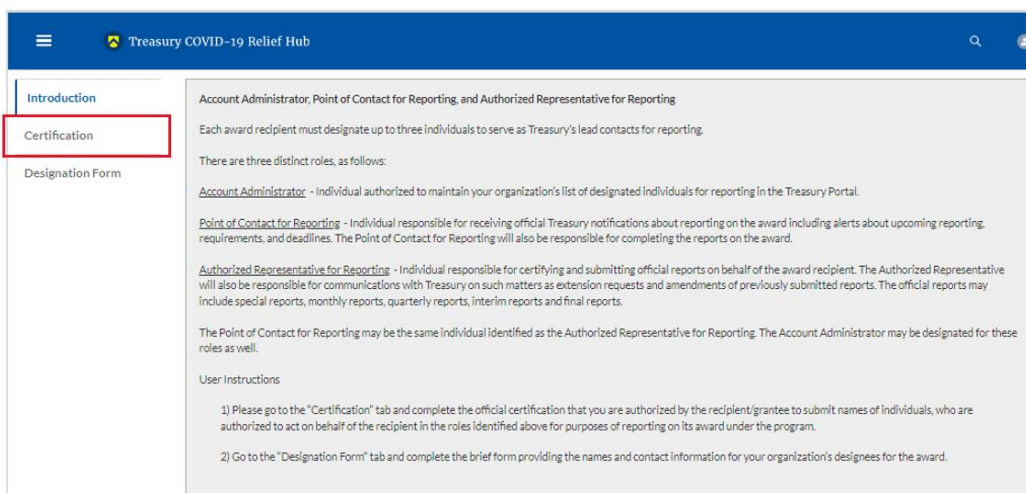 Treasury COVID-19 Relief Hub
Introduction
Certification
Designation Form
Account Administrator, Point of Contact for Reporting, and Authorized Representative for Reporting
Each award recipient must designate up to three individuals to serve as Treasury's lead contacts for reporting.
There are three distinct roles, as follows:
Account Administrator - Individual authorized to maintain your organization's list of designated individuals for reporting in the Treasury Portal.
Point of Contact for Reporting - Individual responsible for receiving official Treasury notifications about reporting on the award including alerts about upcoming reporting,
requirements, and deadlines. The Point of Contact for Reporting will also be responsible for completing the reports on the award.
Authorized Representative for Reporting - Individual responsible for certifying and submitting official reports on behalf of the award recipient. The Authorized Representative
will also be responsible for communications with Treasury on such matters as extension requests and amendments of previously submitted reports. The official reports may
include special reports, monthly reports, quarterly reports, interim reports and final reports.
The Point of Contact for Reporting may be the same individual identified as the Authorized Representative for Reporting. The Account Administrator may be designated for these
roles as well.
User Instructions
1) Please go to the "Certification" tab and complete the official certification that you are authorized by the recipient/grantee to submit names of individuals, who are
authorized to act on behalf of the recipient in the roles identified above for purposes of reporting on its award under the program.
2) Go to the "Designation Form" tab and complete the brief form providing the names and contact information for your organization's designees for the award.